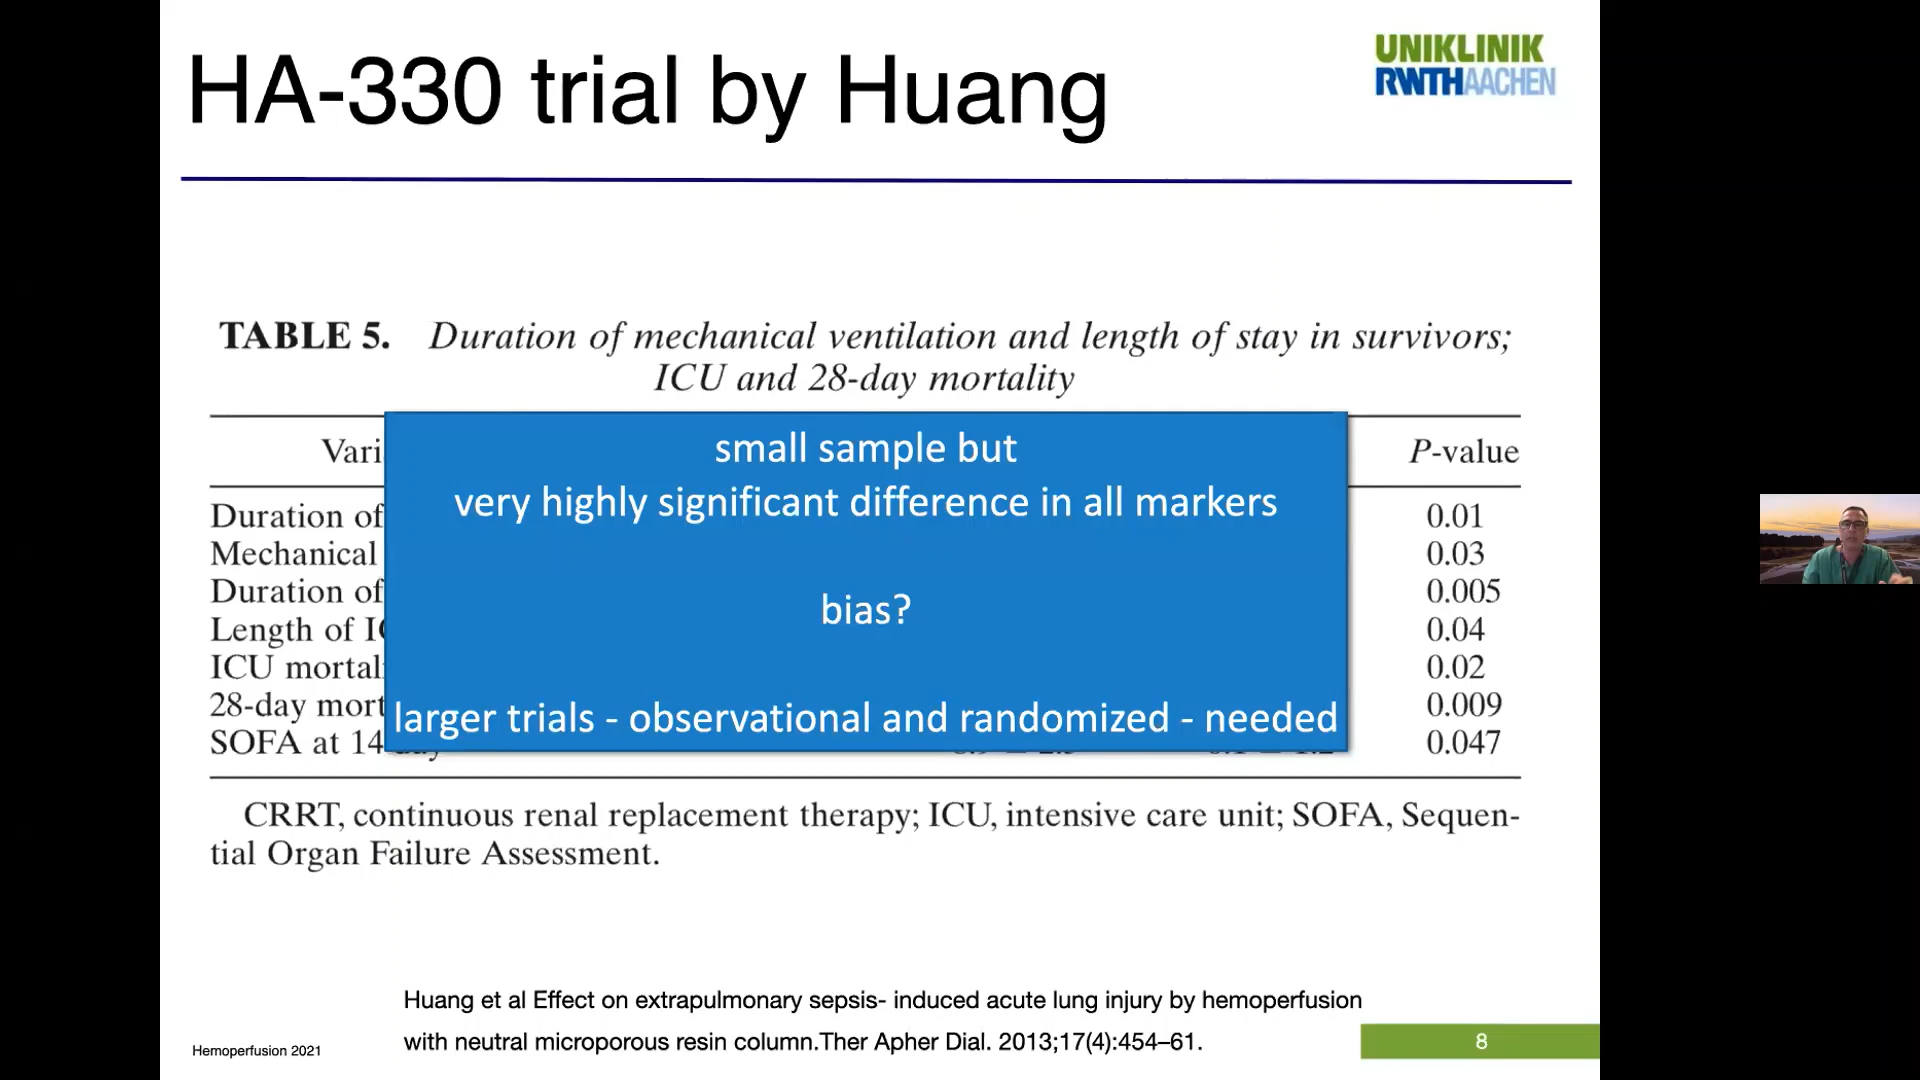 HA-330 trial by Huang
UNIKLINIK
RWTHAACHEN
TABLE 5. Duration of mechanical ventilation and length of stay in survivors;
ICU and 28-day mortality
P-value
small sample but
very highly significant difference in all markers
bias?
larger trials - observational and randomized - needed
Duration of 0.01
Mechanical 0.03
Duration of 0.005
Length of 0.04
ICU 0.02
28-day 0.009
SOFA at 14 0.047
CRRT, continuous renal replacement therapy; ICU, intensive care unit; SOFA, Sequen-
tial Organ Failure Assessment.
Huang et al Effect on extrapulmonary sepsis- induced acute lung injury by hemoperfusion
with neutral microporous resin column.Ther Apher Dial. 2013;17(4):454–61.
Hemoperfusion 2021
8